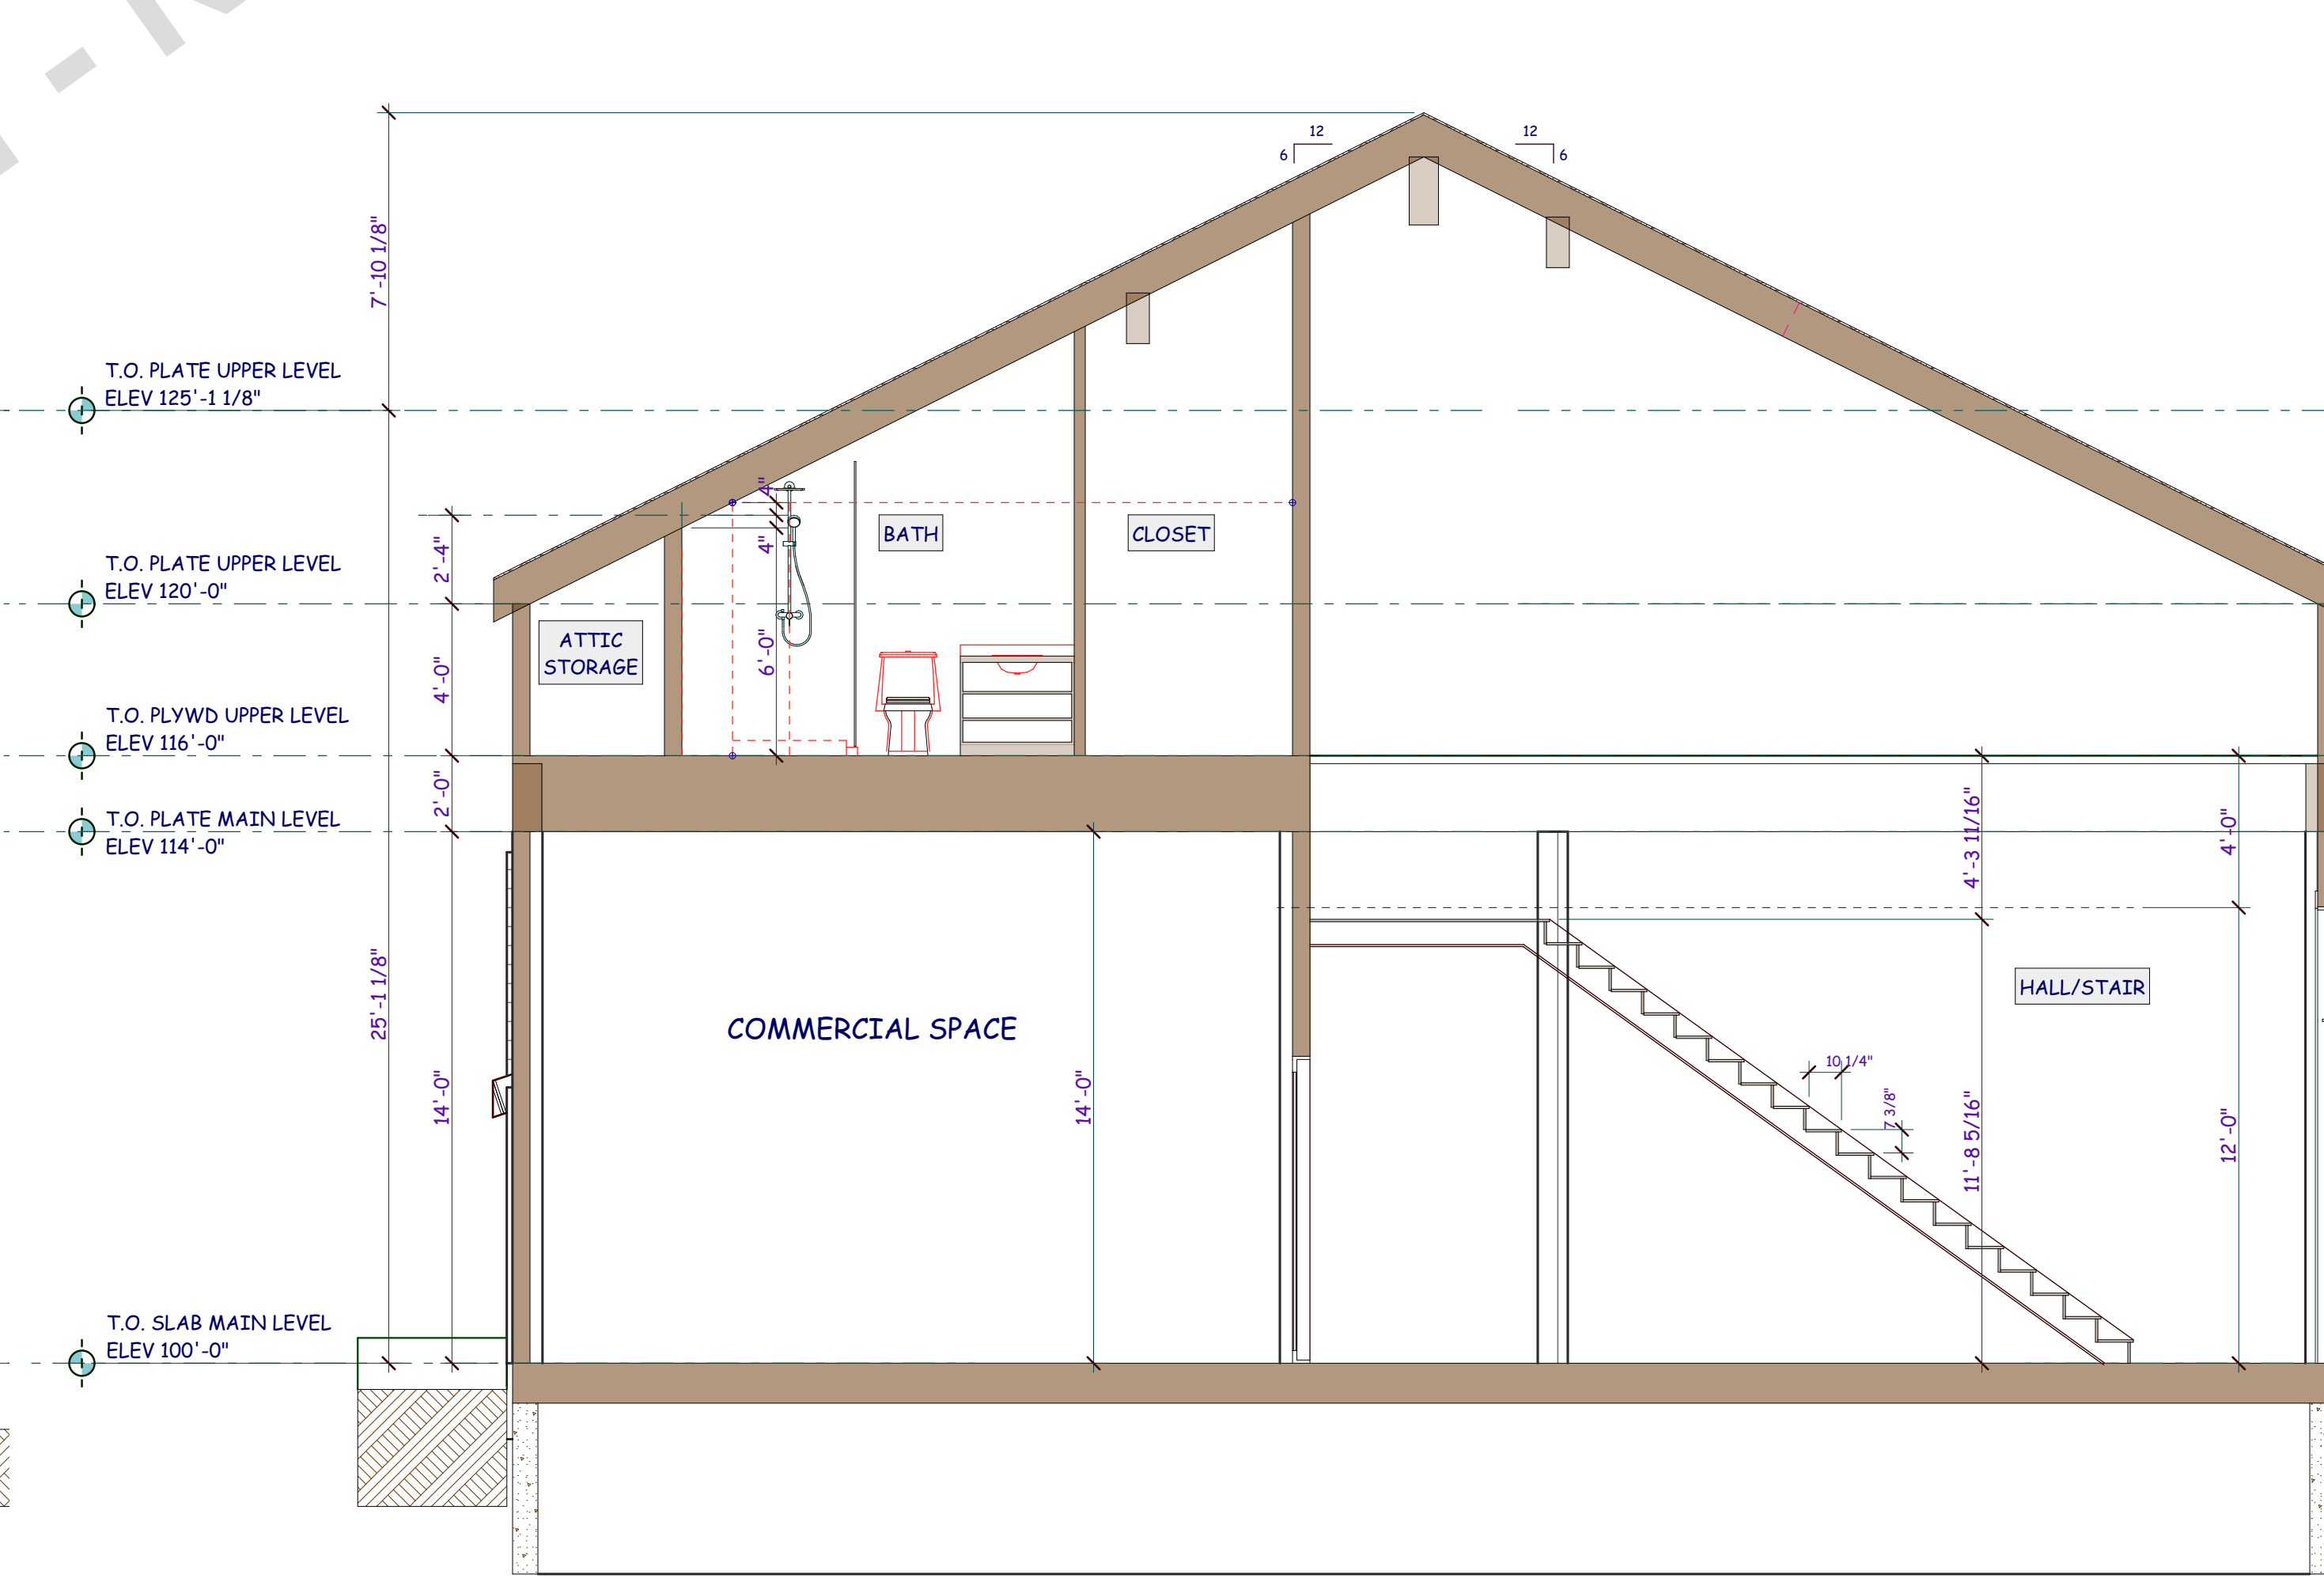 12
12
6
6
7'-10 1/8"
T.O. PLATE UPPER LEVEL
ELEV 125'-1 1/8"
4"
2'-4"
4"
BATH
CLOSET
T.O. PLATE UPPER LEVEL
ELEV 120'-0"
ATTIC
STORAGE
4'-0"
6'-0"
T.O. PLYWD UPPER LEVEL
ELEV 116'-0"
2'-0"
T.O. PLATE MAIN LEVEL
ELEV 114'-0"
4'-3 11/16"
4'-0"
25'-1 1/8"
COMMERCIAL SPACE
HALL/STAIR
14'-0"
14'-0"
10 1/4"
7 3/8"
11'-8 5/16"
12'-0"
T.O. SLAB MAIN LEVEL
ELEV 100'-0"